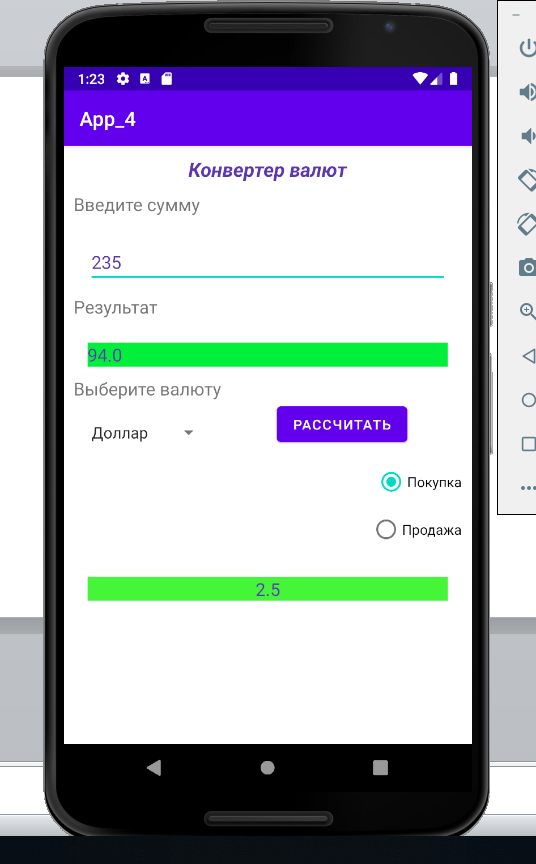 1:23
App_4
Конвертер валют
Введите сумму
235
Результат
94.0
Выберите валюту
Доллар
РАССЧИТАТЬ
Покупка
Продажа
2.5